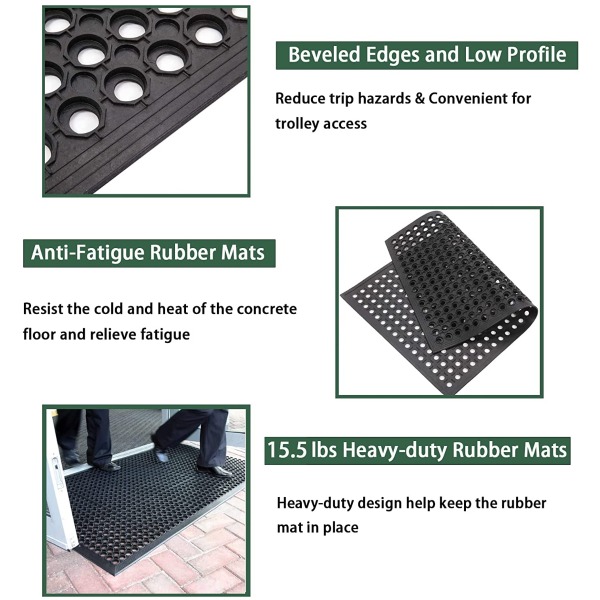 Beveled Edges and Low Profile
Reduce trip hazards & Convenient for
trolley access
Anti-Fatigue Rubber Mats
Resist the cold and heat of the concrete
floor and relieve fatigue
15.5 lbs Heavy-duty Rubber Mats
Heavy-duty design help keep the rubber
mat in place